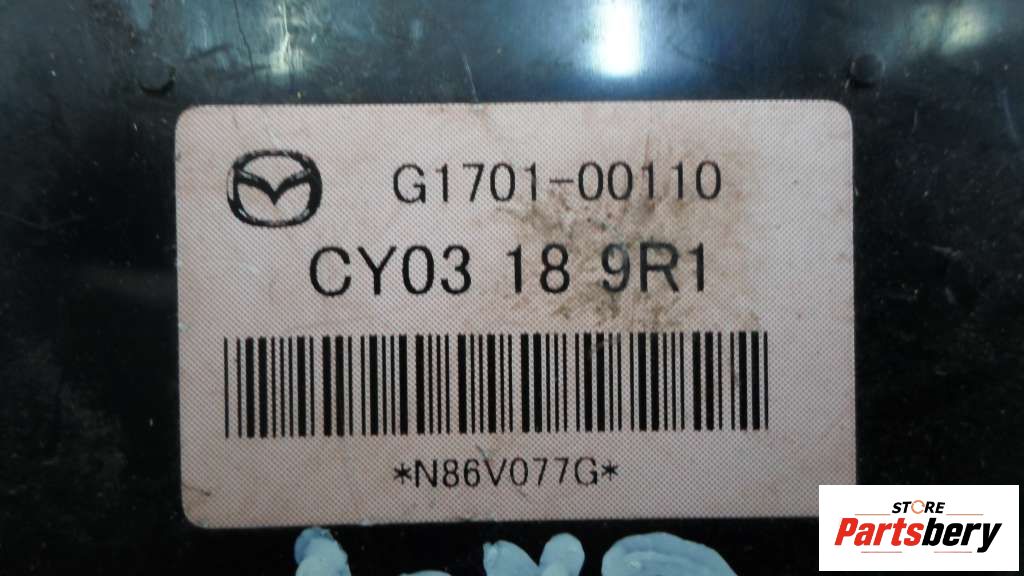 G1701-00110
CY03 18 9R1
*N86V077G*
STORE
Partsbery